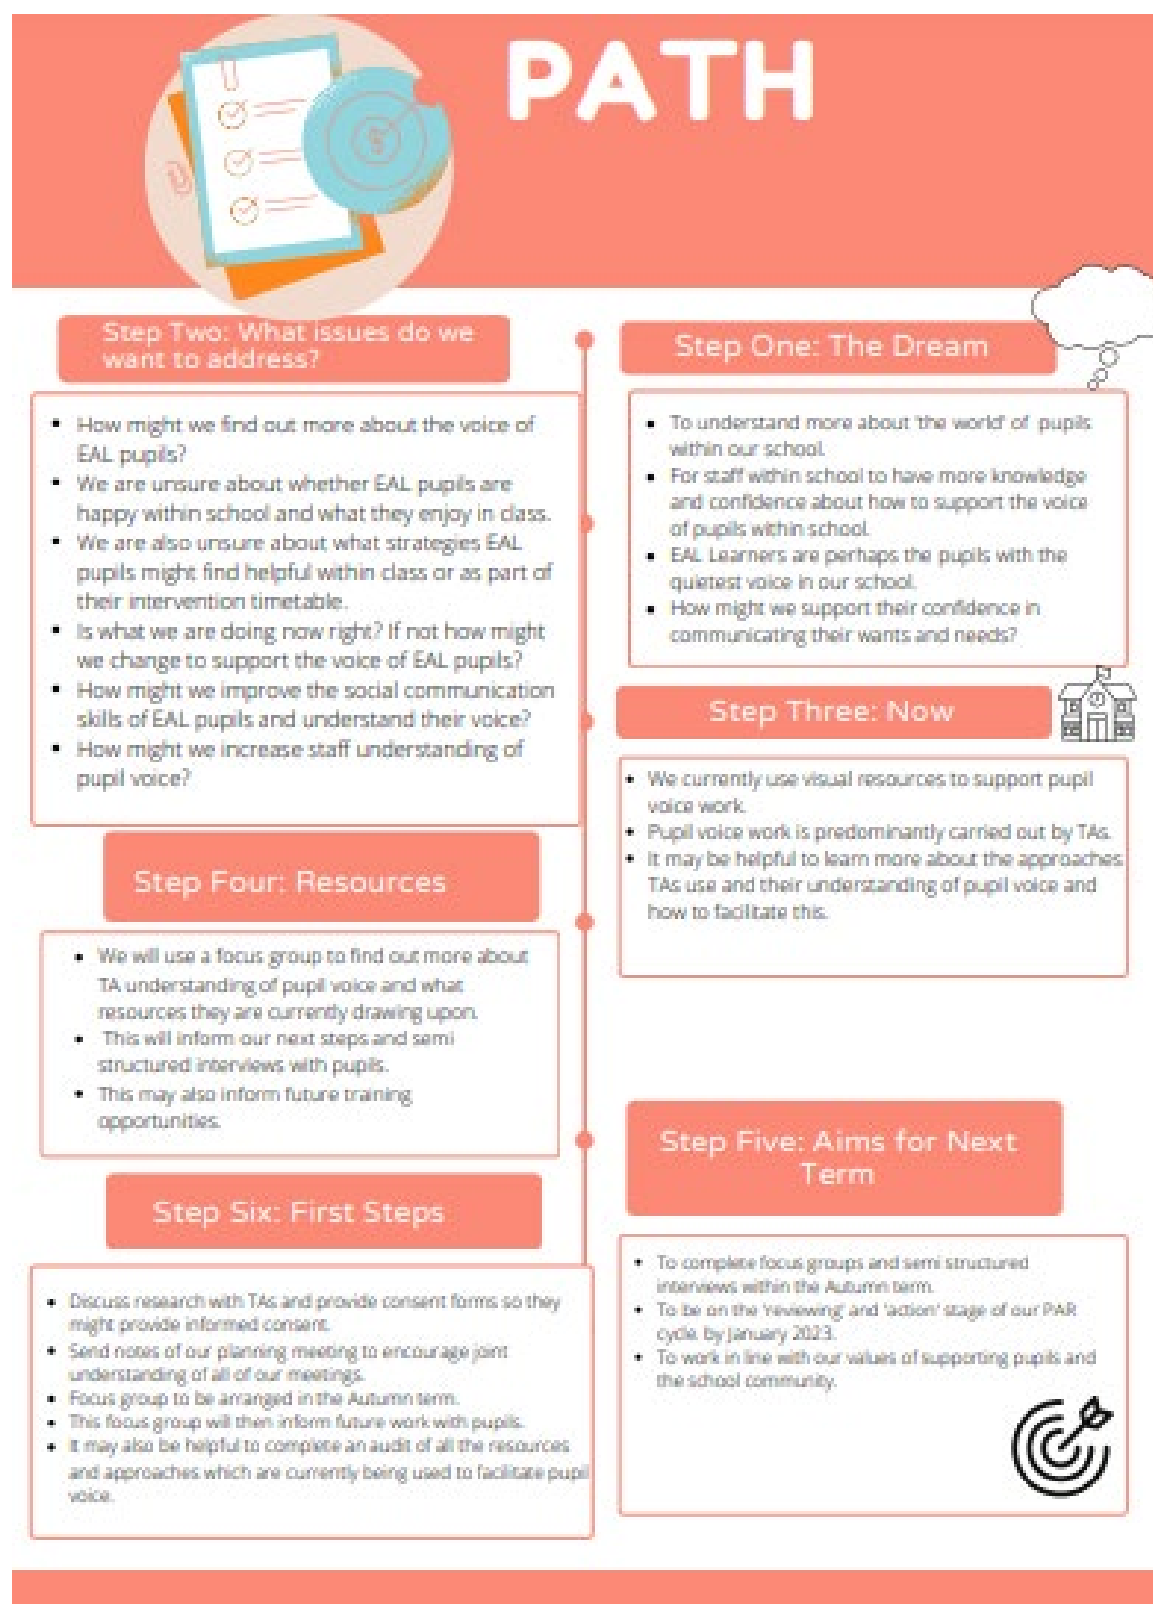 PATH
Step Two: What issues do we
want to address?
• How might we find out more about the voice of
EAL pupils?
• We are unsure about whether EAL pupils are
happy within school and what they enjoy in class.
• We are also unsure about what strategies EAL
pupils might find helpful within class or as part of
their intervention timetable.
• Is what we are doing now right? If not how might
we change to support the voice of EAL pupils?
• How might we improve the social communication
skills of EAL pupils and understand their voice?
• How might we increase staff understanding of
pupil voice?
Step One: The Dream
• To understand more about 'the world' of pupils
within our school.
• For staff within school to have more knowledge
and confidence about how to support the voice
of pupils within school.
• EAL Learners are perhaps the pupils with the
quietest voice in our school.
• How might we support their confidence in
communicating their wants and needs?
Step Three: Now
• We currently use visual resources to support pupil
voice work.
• Pupil voice work is predominantly carried out by TAs.
• It may be helpful to learn more about the approaches
TAs use and their understanding of pupil voice and
how to facilitate this.
Step Four: Resources
• We will use a focus group to find out more about
TA understanding of pupil voice and what
resources they are currently drawing upon.
• This will inform our next steps and semi
structured interviews with pupils.
• This may also inform future training
opportunities.
Step Five: Aims for Next
Term
• To complete focus groups and semi structured
interviews within the Autumn term.
• To be on the 'reviewing' and 'action' stage of our PAR
cycle, by January 2023.
• To work in line with our values of supporting pupils and
the school community.
Step Six: First Steps
• Discuss research with TAs and provide consent forms so they
might provide informed consent.
• Send notes of our planning meeting to encourage joint
understanding of all of our meetings.
• Focus group to be arranged in the Autumn term.
• This focus group will then inform future work with pupils.
• It may also be helpful to complete an audit of all the resources
and approaches which are currently being used to facilitate pupil
voice.